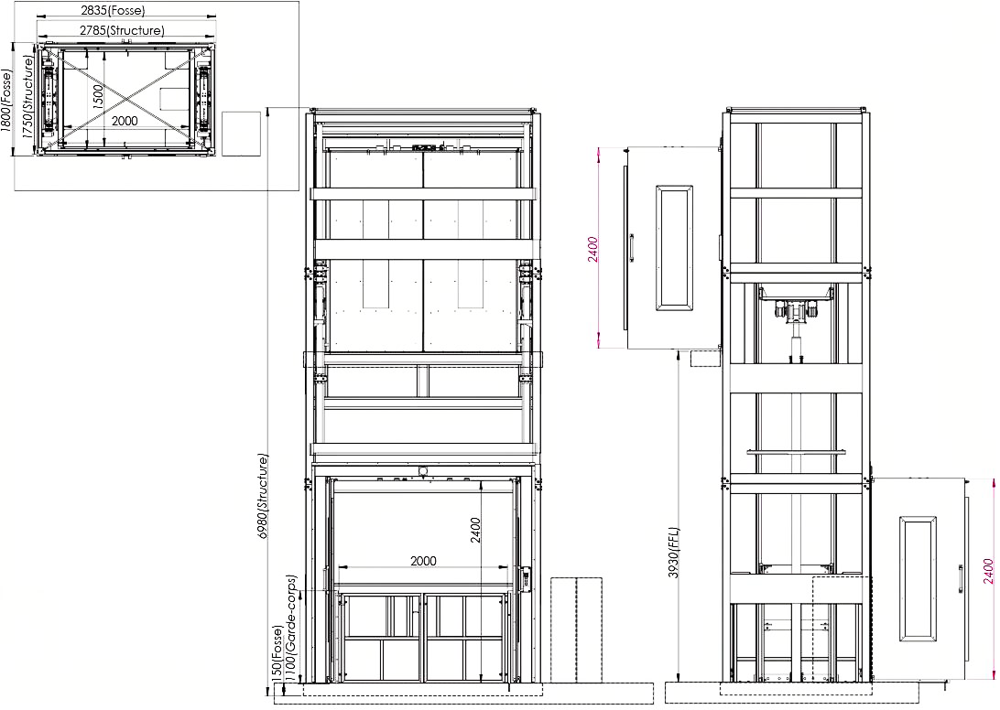 2835(Fosse)
2785(Structure)
1800(Fosse)
1750(Structure)
1500
2000
6980(Structure)
2400
2000
150(Fosse)
1100(Garde-corps)
2400
3930(FFL)
2400